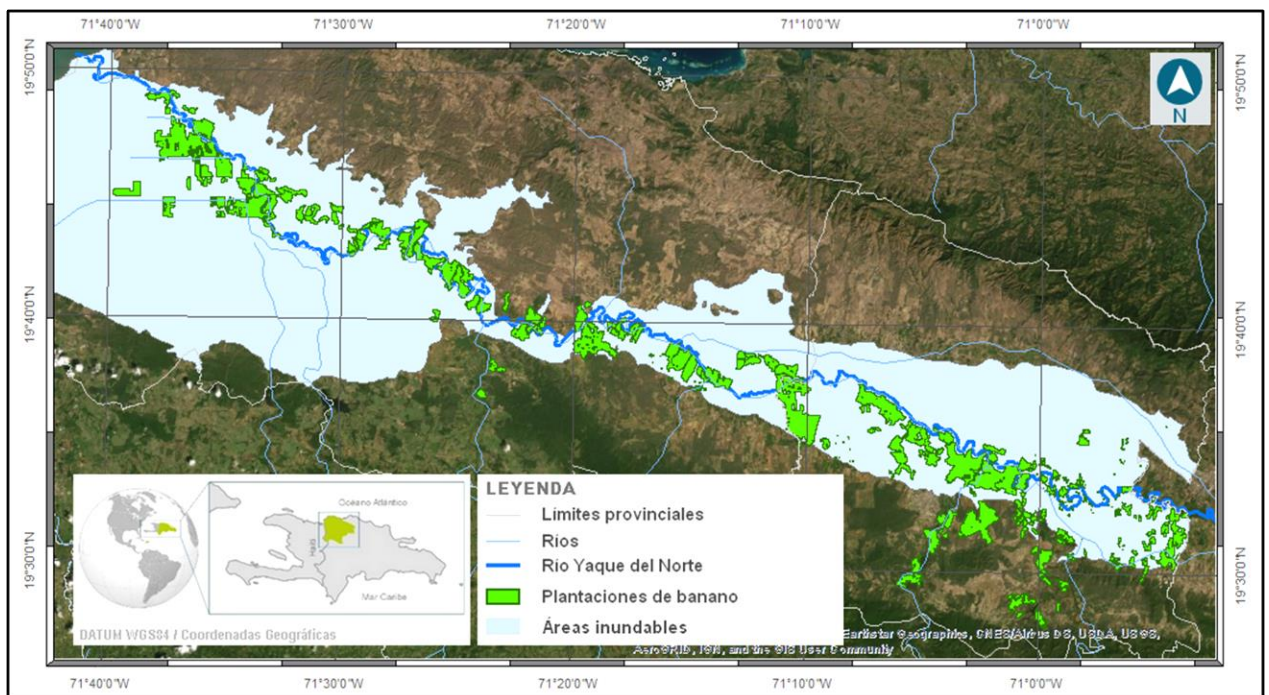 71°40'0"W 71°30'0"W 71°20'0"W 71°10'0"W 71°0'0"W
19°50'0"N 19°50'0"N
N
19°40'0"N 19°40'0"N
19°30'0"N 19°30'0"N
Océano Atlántico
Haití
Mar Caribe
DATUM WGS84 / Coordenadas Geográficas
LEYENDA
Límites provinciales
Ríos
Río Yaque del Norte
Plantaciones de banano
Áreas inundables
Earthstar Geographics, CNES/Airbus DS, USDA, USGS,
AeroGRID, IGN, and the GIS User Community
71°40'0"W 71°30'0"W 71°20'0"W 71°10'0"W 71°0'0"W